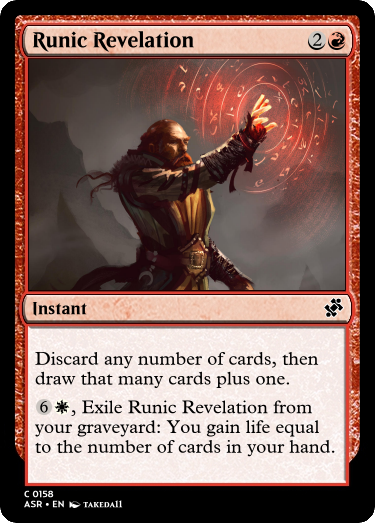 Runic Revelation 2
Instant
Discard any number of cards, then
draw that many cards plus one.
6 , Exile Runic Revelation from
your graveyard: You gain life equal
to the number of cards in your hand.
C 0158
ASR • EN TAKEDA11